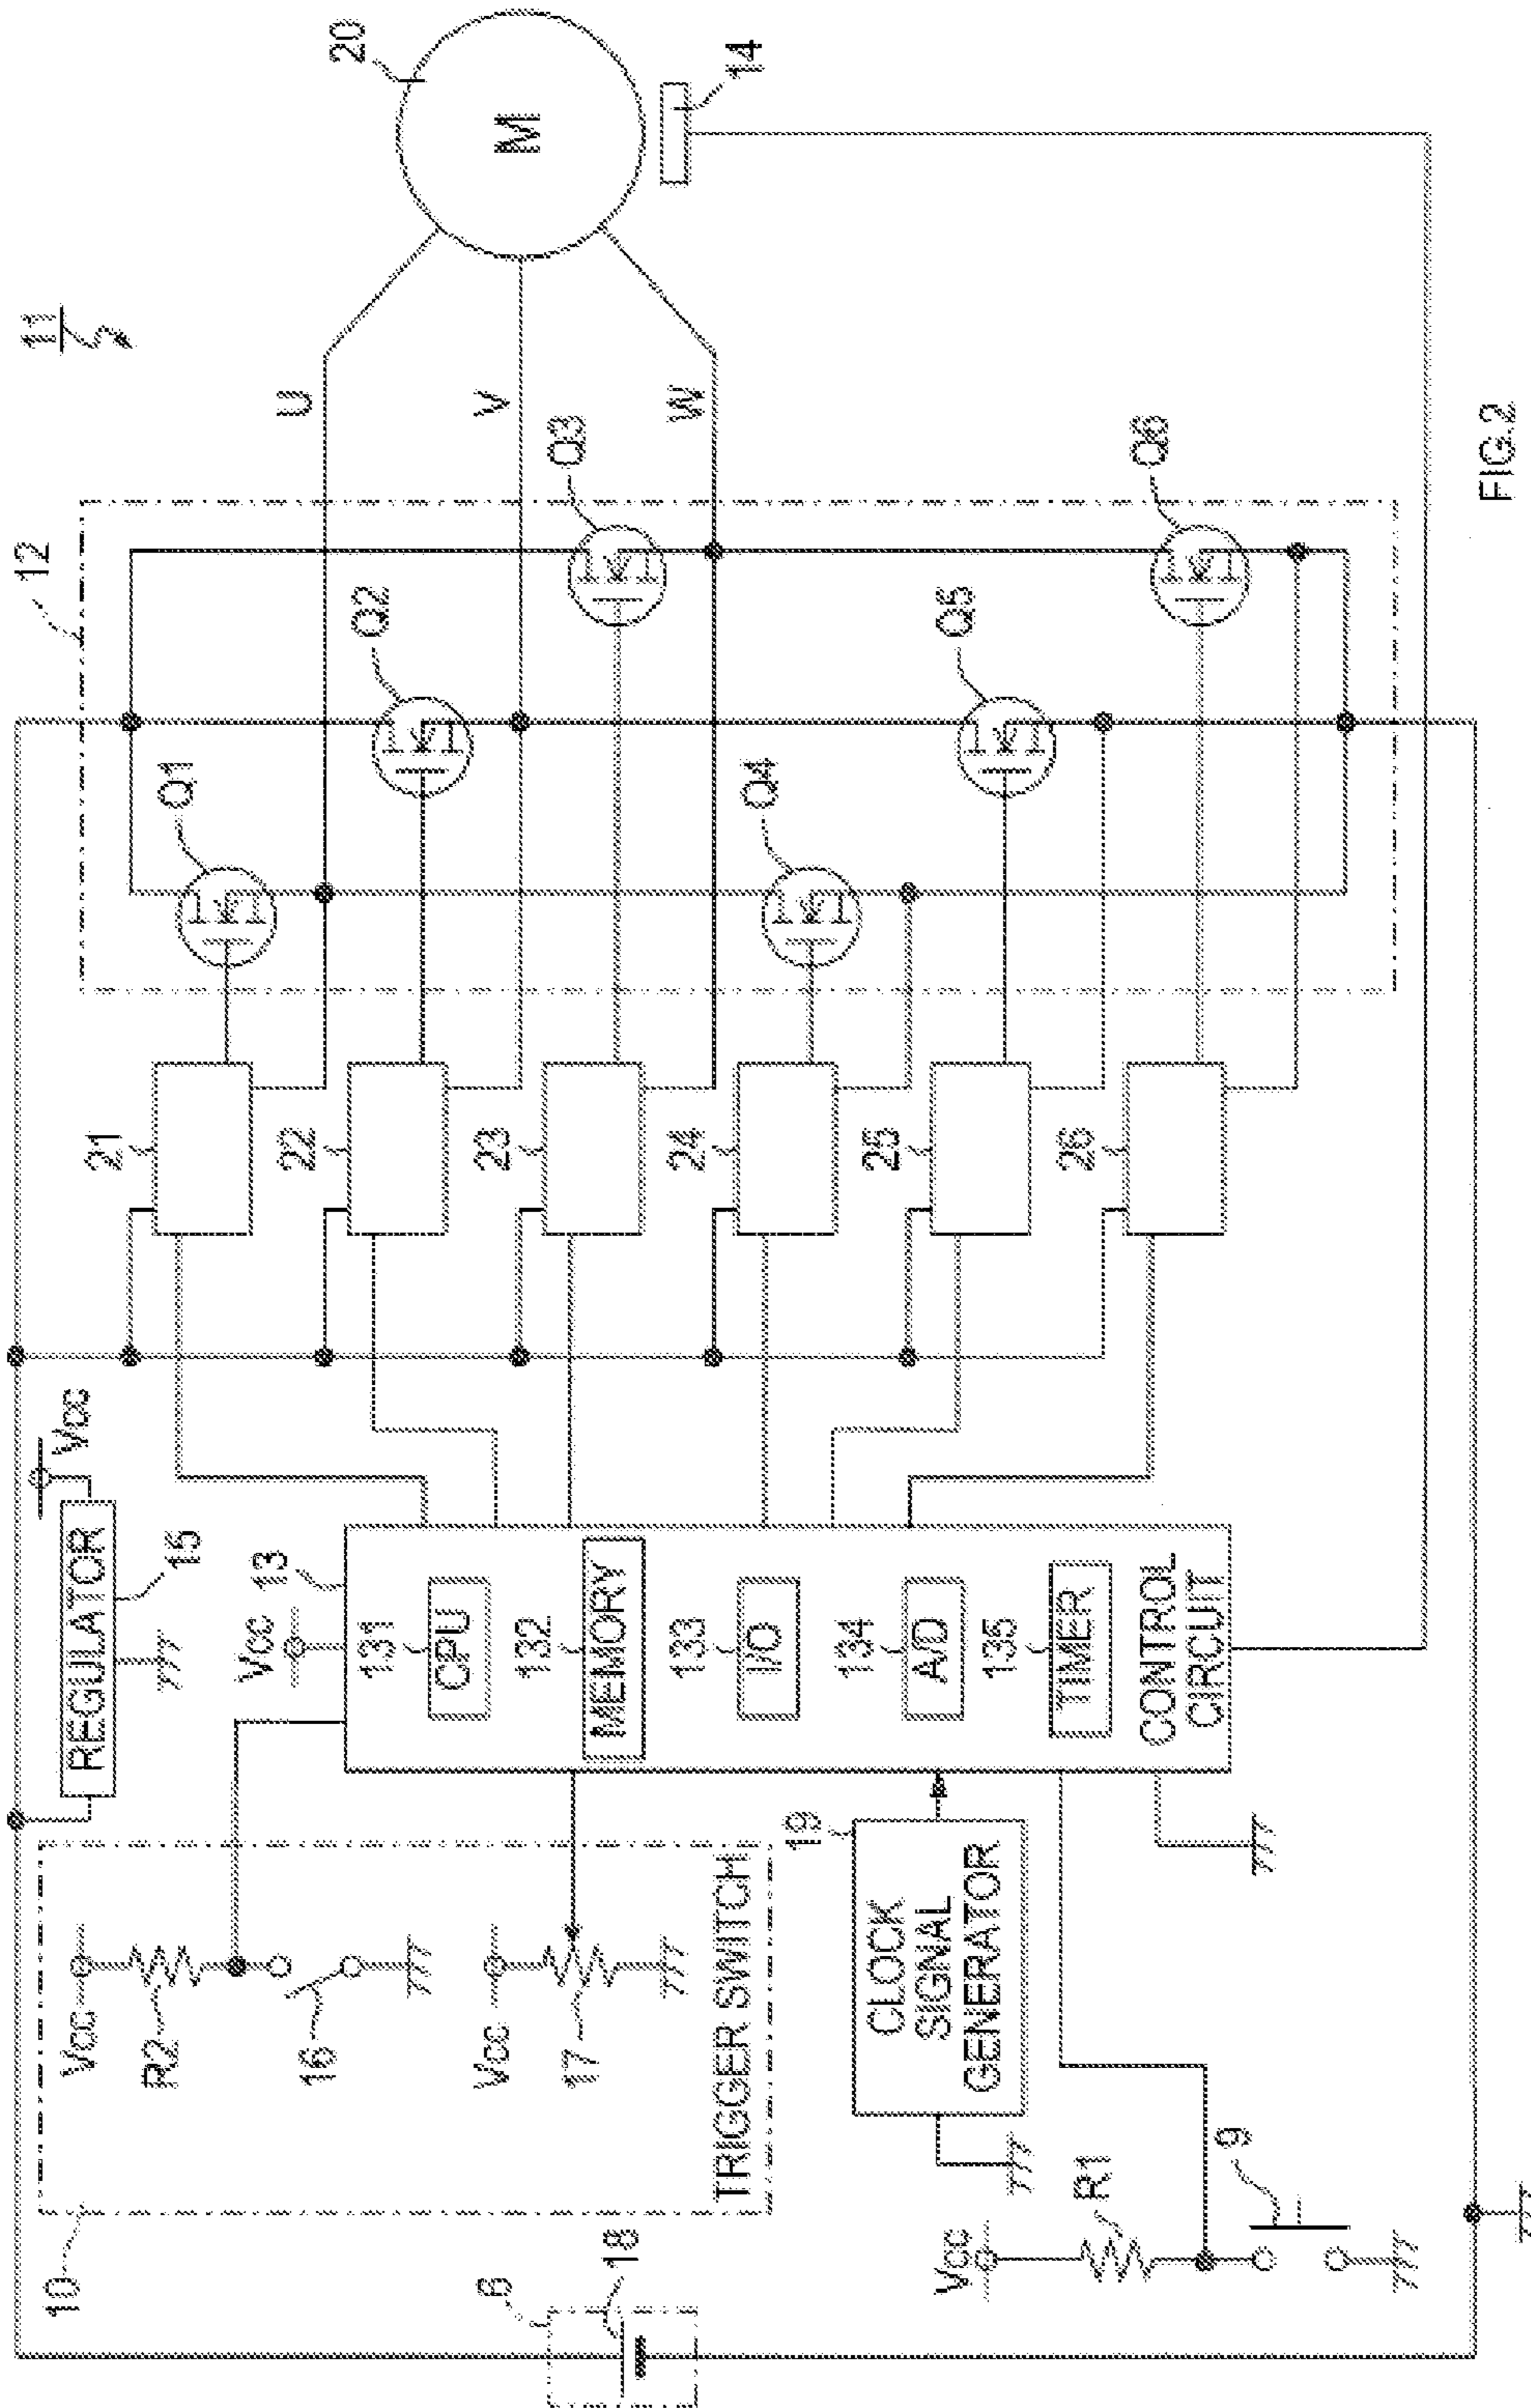 11
20
M
14
U
V
W
12
Q1
Q2
Q3
Q4
Q5
Q6
21
22
23
24
25
26
Vcc
REGULATOR
15
13
Vcc
131
CPU
132
MEMORY
133
I/O
134
A/D
135
TIMER
CONTROL
CIRCUIT
10
Vcc
R2
16
Vcc
17
TRIGGER SWITCH
19
CLOCK
SIGNAL
GENERATOR
18
Vcc
R1
9
FIG.2